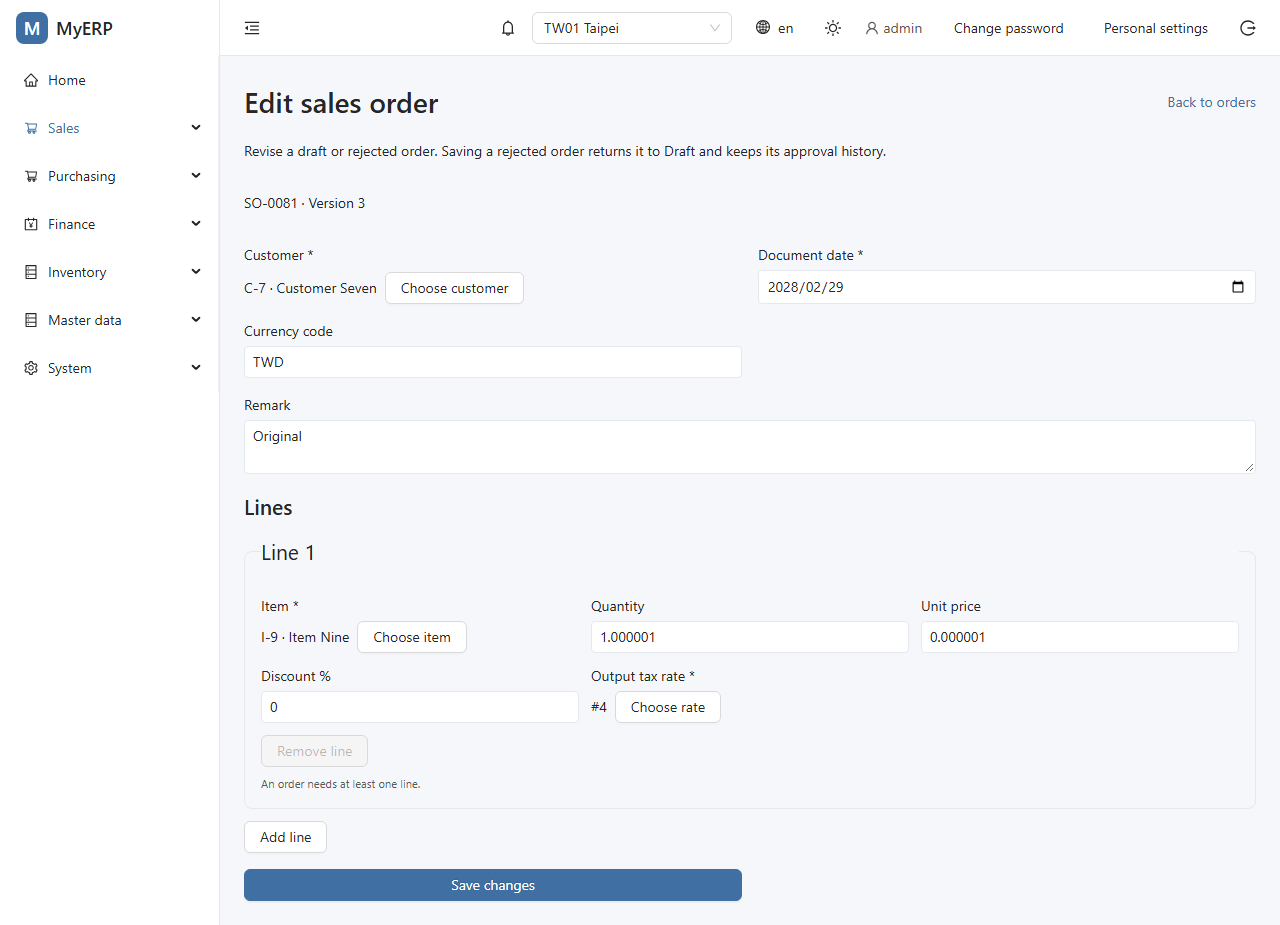 M MyERP
TW01 Taipei
en
admin
Change password
Personal settings
Home
Sales
Purchasing
Finance
Inventory
Master data
System
Edit sales order
Back to orders
Revise a draft or rejected order. Saving a rejected order returns it to Draft and keeps its approval history.
SO-0081 · Version 3
Customer *
Document date *
C-7 · Customer Seven
Choose customer
2028/02/29
Currency code
TWD
Remark
Original
Lines
Line 1
Item *
Quantity
Unit price
I-9 · Item Nine
Choose item
1.000001
0.000001
Discount %
Output tax rate *
0
#4
Choose rate
Remove line
An order needs at least one line.
Add line
Save changes